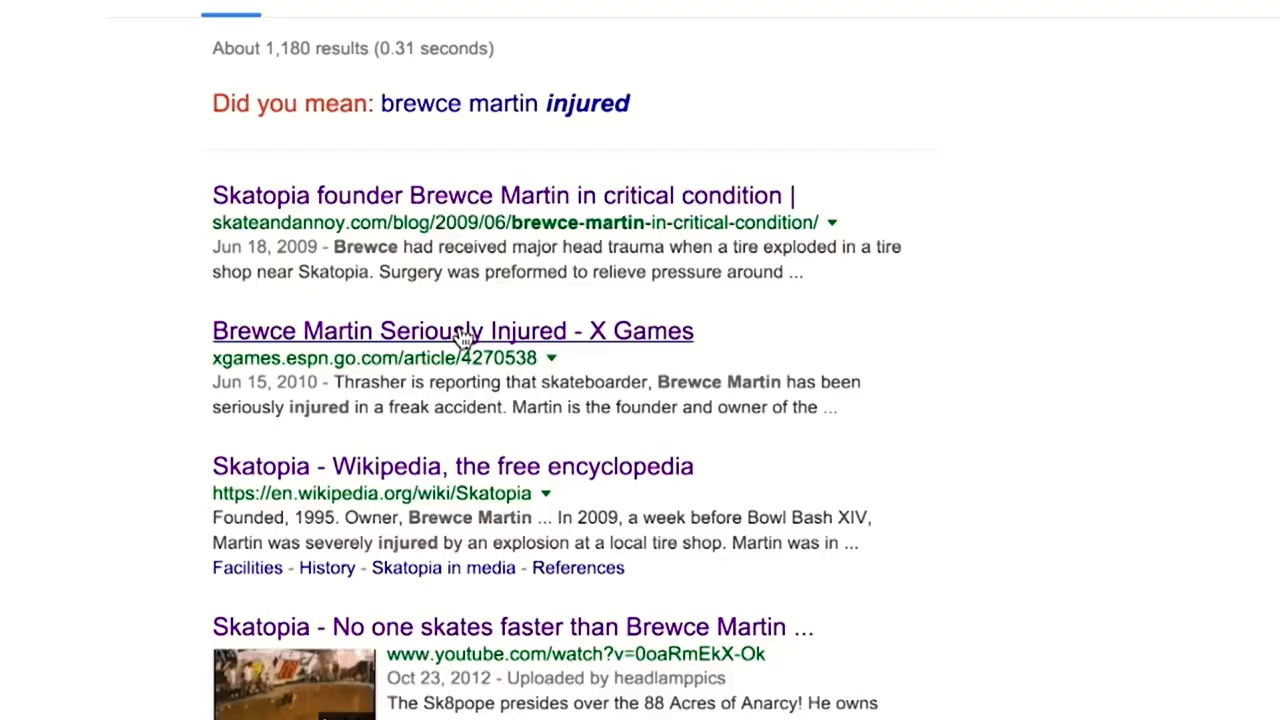 About 1,180 results (0.31 seconds)
Did you mean: brewce martin injured
Skatopia founder Brewce Martin in critical condition |
skateandannoy.com/blog/2009/06/brewce-martin-in-critical-condition/
Jun 18, 2009 - Brewce had received major head trauma when a tire exploded in a tire
shop near Skatopia. Surgery was preformed to relieve pressure around ...
Brewce Martin Seriously Injured - X Games
xgames.espn.go.com/article/4270538
Jun 15, 2010 - Thrasher is reporting that skateboarder, Brewce Martin has been
seriously injured in a freak accident. Martin is the founder and owner of the ...
Skatopia - Wikipedia, the free encyclopedia
https://en.wikipedia.org/wiki/Skatopia
Founded, 1995. Owner, Brewce Martin ... In 2009, a week before Bowl Bash XIV,
Martin was severely injured by an explosion at a local tire shop. Martin was in ...
Facilities - History - Skatopia in media - References
Skatopia - No one skates faster than Brewce Martin ...
www.youtube.com/watch?v=0oaRmEkX-Ok
Oct 23, 2012 - Uploaded by headlamppics
The Sk8pope presides over the 88 Acres of Anarcy! He owns